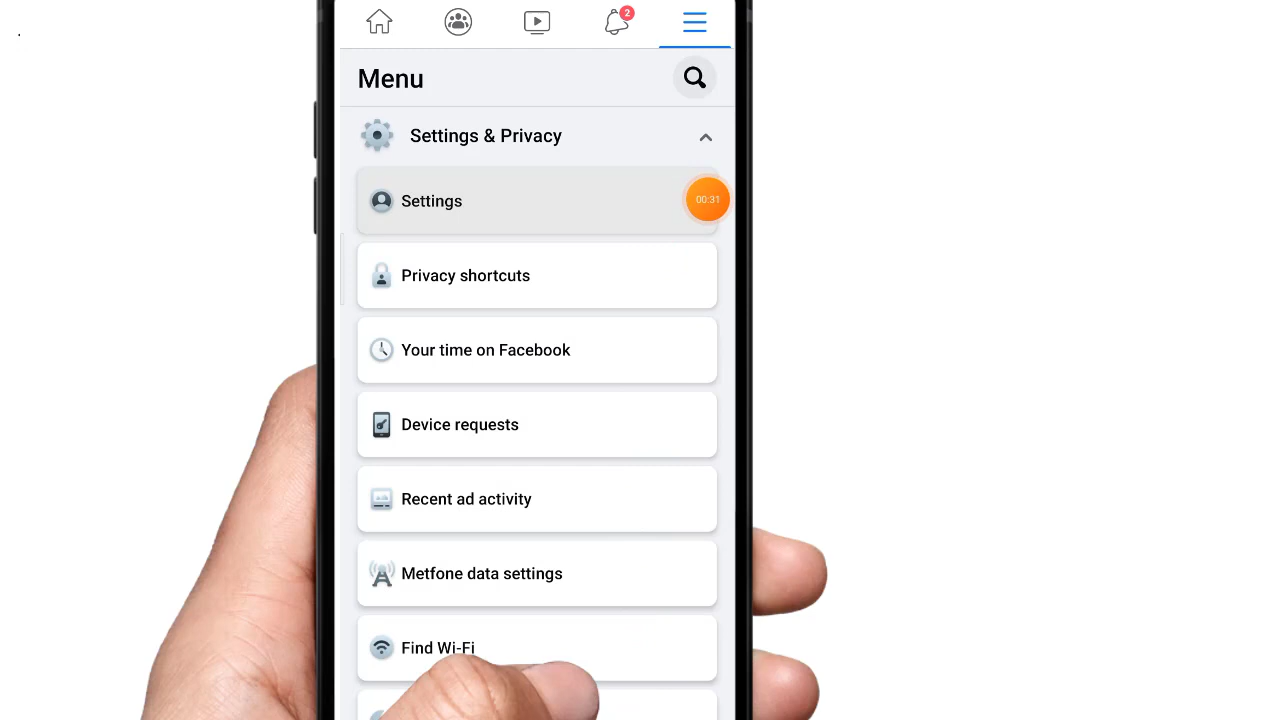 2
Menu
Settings & Privacy
Settings
00:31
Privacy shortcuts
Your time on Facebook
Device requests
Recent ad activity
Metfone data settings
Find Wi-Fi